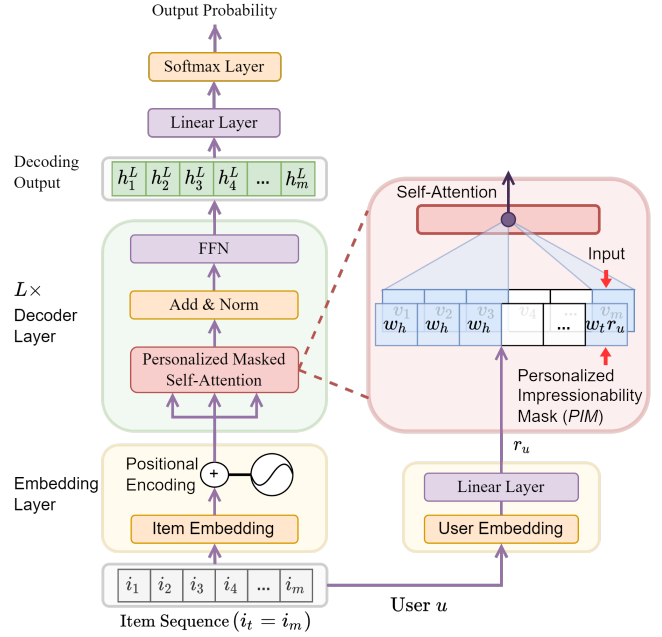 Output Probability
Softmax Layer
Linear Layer
Decoding
Output
h_1^L h_2^L h_3^L h_4^L ... h_m^L
FFN
L×
Decoder
Layer
Add & Norm
Personalized Masked
Self-Attention
Self-Attention
Input
v_1 v_2 v_3 v_4 ... v_m
w_h w_h w_h ... w_t r_u
Personalized
Impressionability
Mask (PIM)
r_u
Embedding
Layer
Positional
Encoding
+
Item Embedding
Linear Layer
User Embedding
i_1 i_2 i_3 i_4 ... i_m
Item Sequence (i_t = i_m)
User u